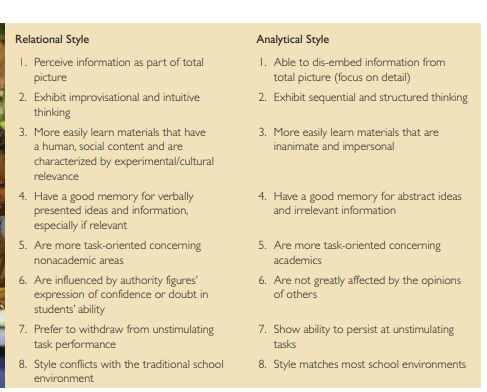 Relational Style
1. Perceive information as part of total
picture
2. Exhibit improvisational and intuitive
thinking
3. More easily learn materials that have
a human, social content and are
characterized by experimental/cultural
relevance
4. Have a good memory for verbally
presented ideas and information,
especially if relevant
5. Are more task-oriented concerning
nonacademic areas
6. Are influenced by authority figures'
expression of confidence or doubt in
students' ability
7. Prefer to withdraw from unstimulating
task performance
8. Style conflicts with the traditional school
environment
Analytical Style
1. Able to dis-embed information from
total picture (focus on detail)
2. Exhibit sequential and structured thinking
3. More easily learn materials that are
inanimate and impersonal
4. Have a good memory for abstract ideas
and irrelevant information
5. Are more task-oriented concerning
academics
6. Are not greatly affected by the opinions
of others
7. Show ability to persist at unstimulating
tasks
8. Style matches most school environments